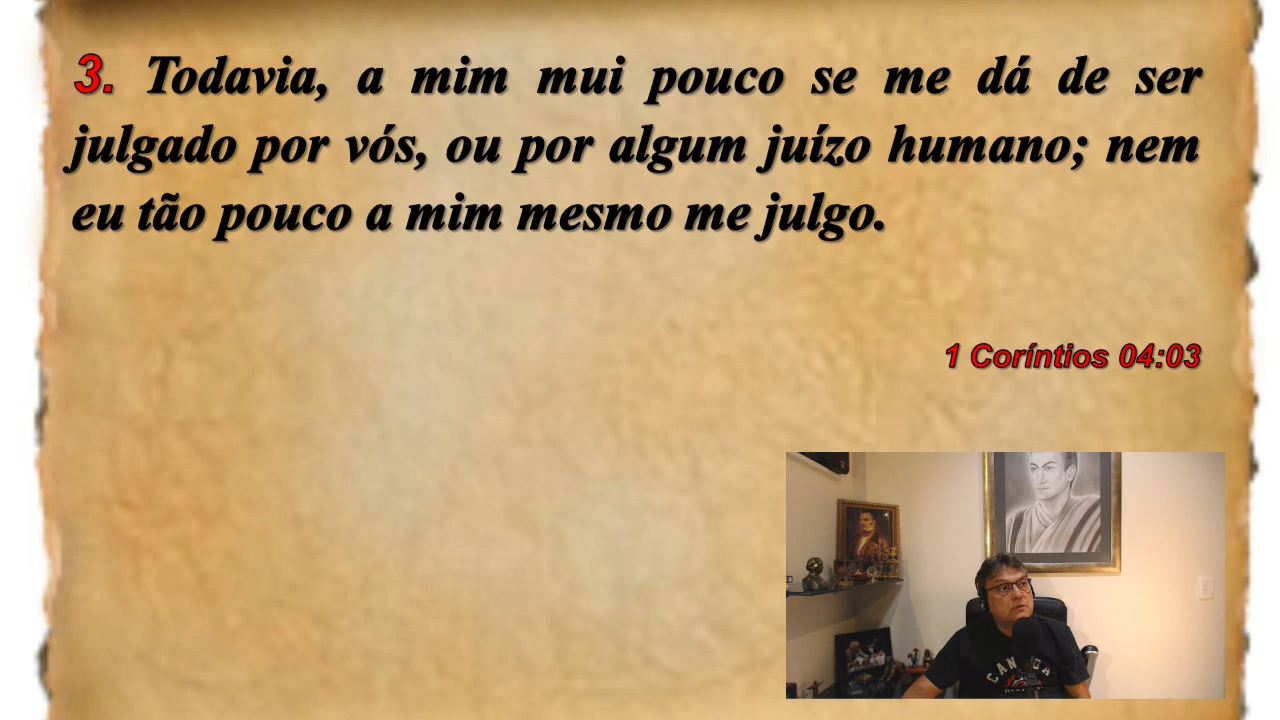 3. Todavia, a mim mui pouco se me dá de ser
julgado por vós, ou por algum juízo humano; nem
eu tão pouco a mim mesmo me julgo.
1 Coríntios 04:03